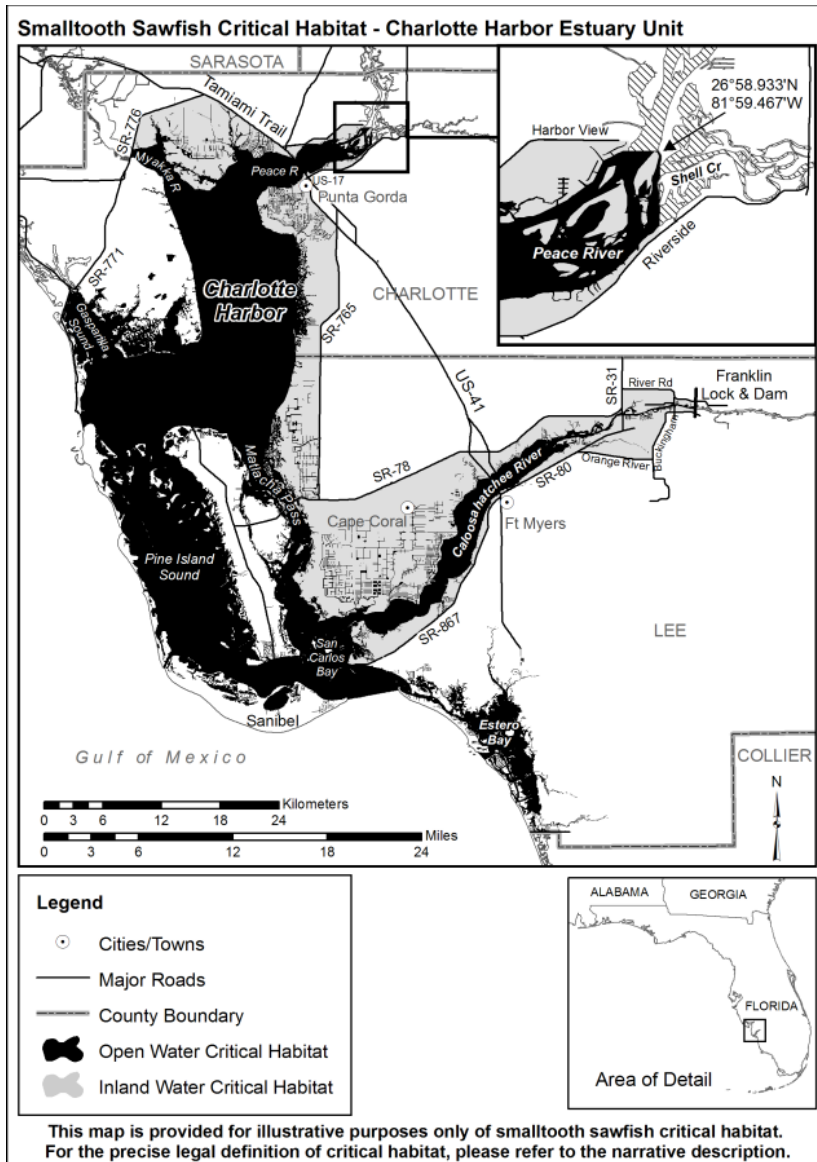 Smalltooth Sawfish Critical Habitat - Charlotte Harbor Estuary Unit
SARASOTA
Tamiami Trail
SR-776
Myakka R
Peace R
US-17
Punta Gorda
26°58.933'N
81°59.467'W
Harbor View
Shell Cr
Peace River
Riverside
SR-771
Gasparilla
Sound
Charlotte
Harbor
CHARLOTTE
SR-765
US-41
SR-31
River Rd
Franklin
Lock & Dam
Buckingham
Orange River
SR-80
SR-78
Caloosahatchee River
Matlacha Pass
Cape Coral
Ft Myers
Pine Island
Sound
SR-867
San
Carlos
Bay
LEE
Sanibel
Estero
Bay
Gulf of Mexico
COLLIER
N
Kilometers
0 3 6 12 18 24
Miles
0 3 6 12 18 24
Legend
Cities/Towns
Major Roads
County Boundary
Open Water Critical Habitat
Inland Water Critical Habitat
ALABAMA
GEORGIA
FLORIDA
Area of Detail
This map is provided for illustrative purposes only of smalltooth sawfish critical habitat.
For the precise legal definition of critical habitat, please refer to the narrative description.